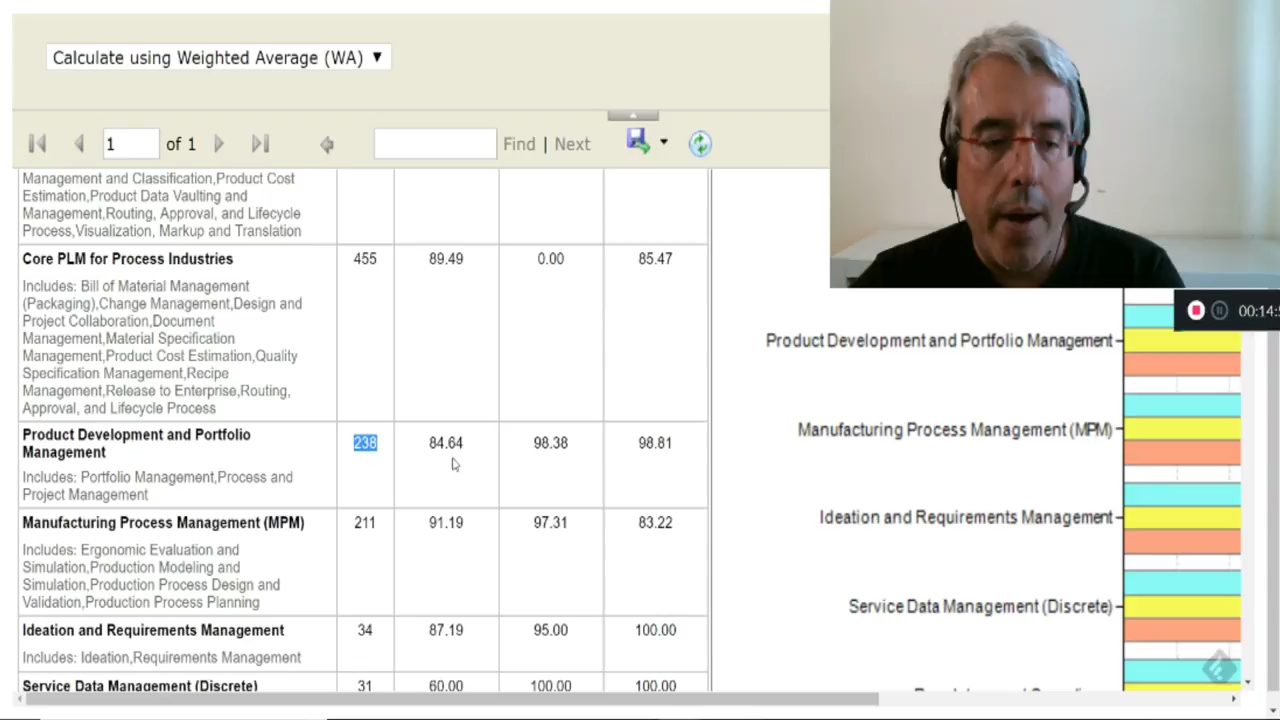 Calculate using Weighted Average (WA) ▼
1 of 1 Find | Next
Management and Classification,Product Cost
Estimation,Product Data Vaulting and
Management,Routing, Approval, and Lifecycle
Process,Visualization, Markup and Translation
Core PLM for Process Industries 455 89.49 0.00 85.47
Includes: Bill of Material Management
(Packaging),Change Management,Design and
Project Collaboration,Document
Management,Material Specification
Management,Product Cost Estimation,Quality
Specification Management,Recipe
Management,Release to Enterprise,Routing,
Approval, and Lifecycle Process
Product Development and Portfolio
Management 238 84.64 98.38 98.81
Includes: Portfolio Management,Process and
Project Management
Manufacturing Process Management (MPM) 211 91.19 97.31 83.22
Includes: Ergonomic Evaluation and
Simulation,Production Modeling and
Simulation,Production Process Design and
Validation,Production Process Planning
Ideation and Requirements Management 34 87.19 95.00 100.00
Includes: Ideation,Requirements Management
Service Data Management (Discrete) 31 60.00 100.00 100.00
00:14:5
Product Development and Portfolio Management
Manufacturing Process Management (MPM)
Ideation and Requirements Management
Service Data Management (Discrete)